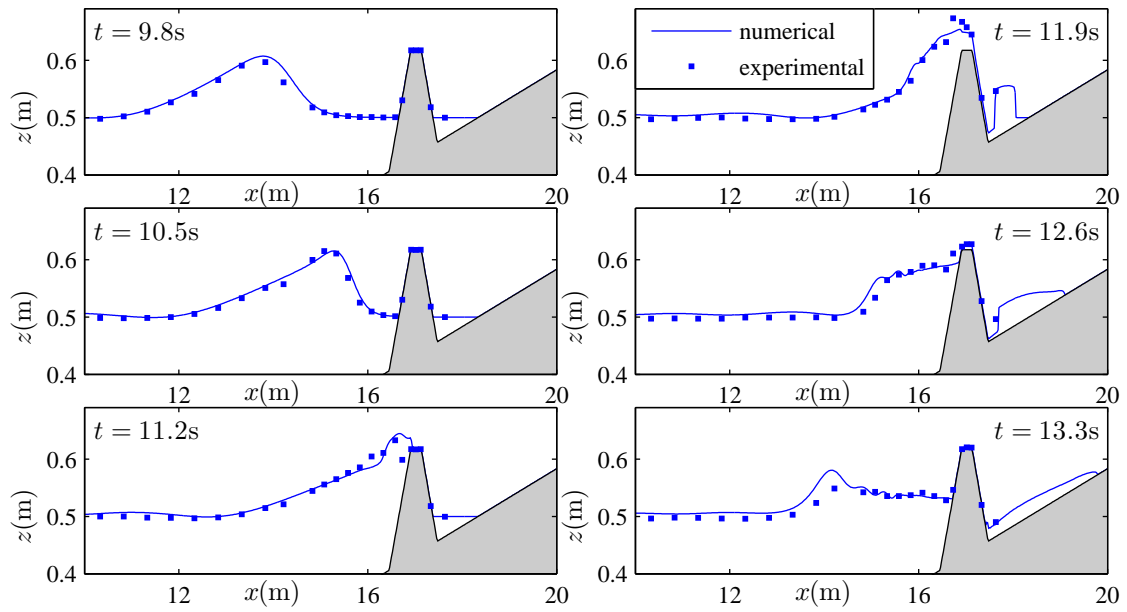 t = 9.8s
z(m)
0.6
0.5
0.4
12
16
20
x(m)
t = 10.5s
z(m)
0.6
0.5
0.4
12
16
20
x(m)
t = 11.2s
z(m)
0.6
0.5
0.4
12
16
20
x(m)
numerical
experimental
t = 11.9s
z(m)
0.6
0.5
0.4
12
16
20
x(m)
t = 12.6s
z(m)
0.6
0.5
0.4
12
16
20
x(m)
t = 13.3s
z(m)
0.6
0.5
0.4
12
16
20
x(m)